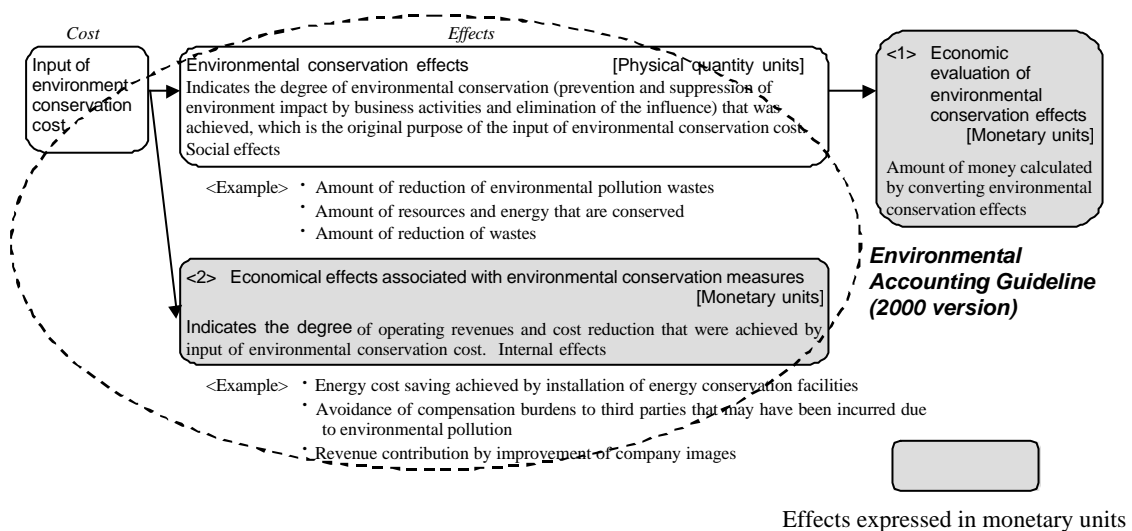 Cost
Effects
Input of
environment
conservation
cost
Environmental conservation effects [Physical quantity units]
Indicates the degree of environmental conservation (prevention and suppression of
environment impact by business activities and elimination of the influence) that was
achieved, which is the original purpose of the input of environmental conservation cost.
Social effects
<Example> ・ Amount of reduction of environmental pollution wastes
・ Amount of resources and energy that are conserved
・ Amount of reduction of wastes
<1> Economic
evaluation of
environmental
conservation effects
[Monetary units]
Amount of money calculated
by converting environmental
conservation effects
<2> Economical effects associated with environmental conservation measures
[Monetary units]
Indicates the degree of operating revenues and cost reduction that were achieved by
input of environmental conservation cost. Internal effects
Environmental
Accounting Guideline
(2000 version)
<Example> ・ Energy cost saving achieved by installation of energy conservation facilities
・ Avoidance of compensation burdens to third parties that may have been incurred due
to environmental pollution
・ Revenue contribution by improvement of company images
Effects expressed in monetary units